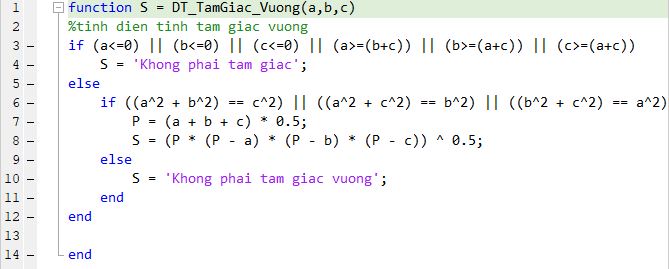 1 function S = DT_TamGiac_Vuong(a,b,c)
2 %tinh dien tinh tam giac vuong
3 – if (a<=0) || (b<=0) || (c<=0) || (a>=(b+c)) || (b>=(a+c)) || (c>=(a+c))
4 – S = 'Khong phai tam giac';
5 – else
6 – if ((a^2 + b^2) == c^2) || ((a^2 + c^2) == b^2) || ((b^2 + c^2) == a^2)
7 – P = (a + b + c) * 0.5;
8 – S = (P * (P - a) * (P - b) * (P - c)) ^ 0.5;
9 – else
10 – S = 'Khong phai tam giac vuong';
11 – end
12 – end
13
14 – end